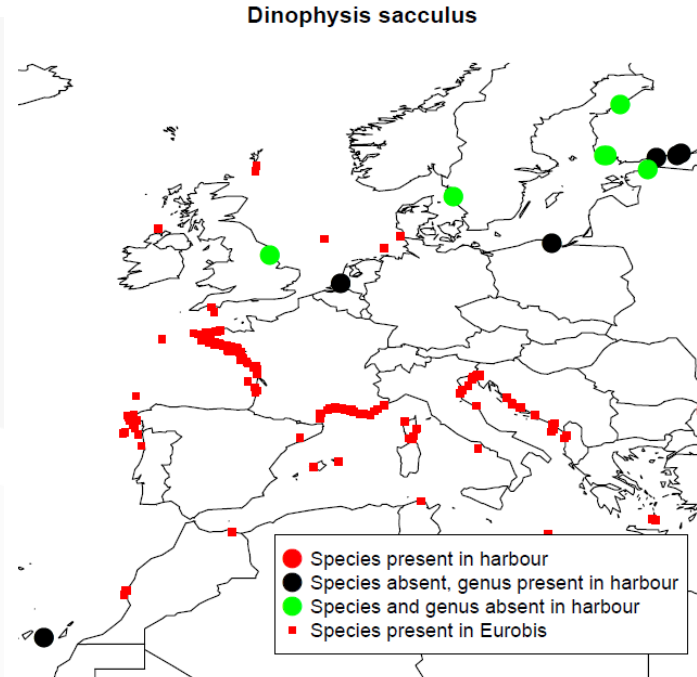 Dinophysis sacculus
Species present in harbour
Species absent, genus present in harbour
Species and genus absent in harbour
Species present in Eurobis